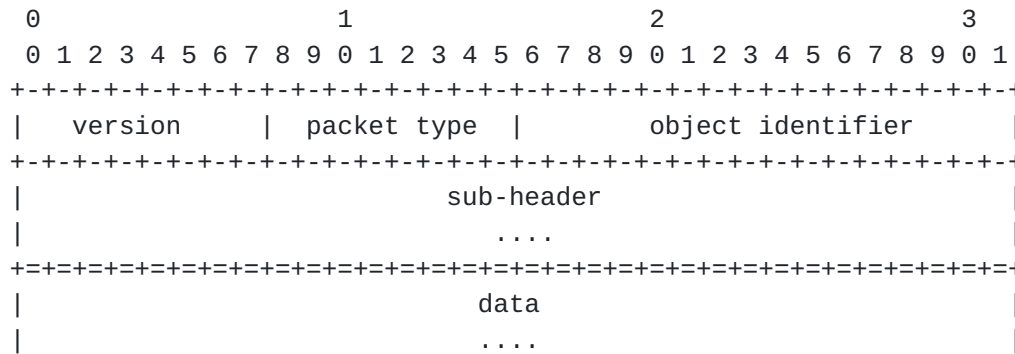 0                   1                   2                   3
 0 1 2 3 4 5 6 7 8 9 0 1 2 3 4 5 6 7 8 9 0 1 2 3 4 5 6 7 8 9 0 1
+-+-+-+-+-+-+-+-+-+-+-+-+-+-+-+-+-+-+-+-+-+-+-+-+-+-+-+-+-+-+-+-+
|   version     |  packet type  |        object identifier      |
+-+-+-+-+-+-+-+-+-+-+-+-+-+-+-+-+-+-+-+-+-+-+-+-+-+-+-+-+-+-+-+-+
|                           sub-header                          |
|                              ....                             |
+=+=+=+=+=+=+=+=+=+=+=+=+=+=+=+=+=+=+=+=+=+=+=+=+=+=+=+=+=+=+=+=+
|                             data                              |
|                             ....                              |